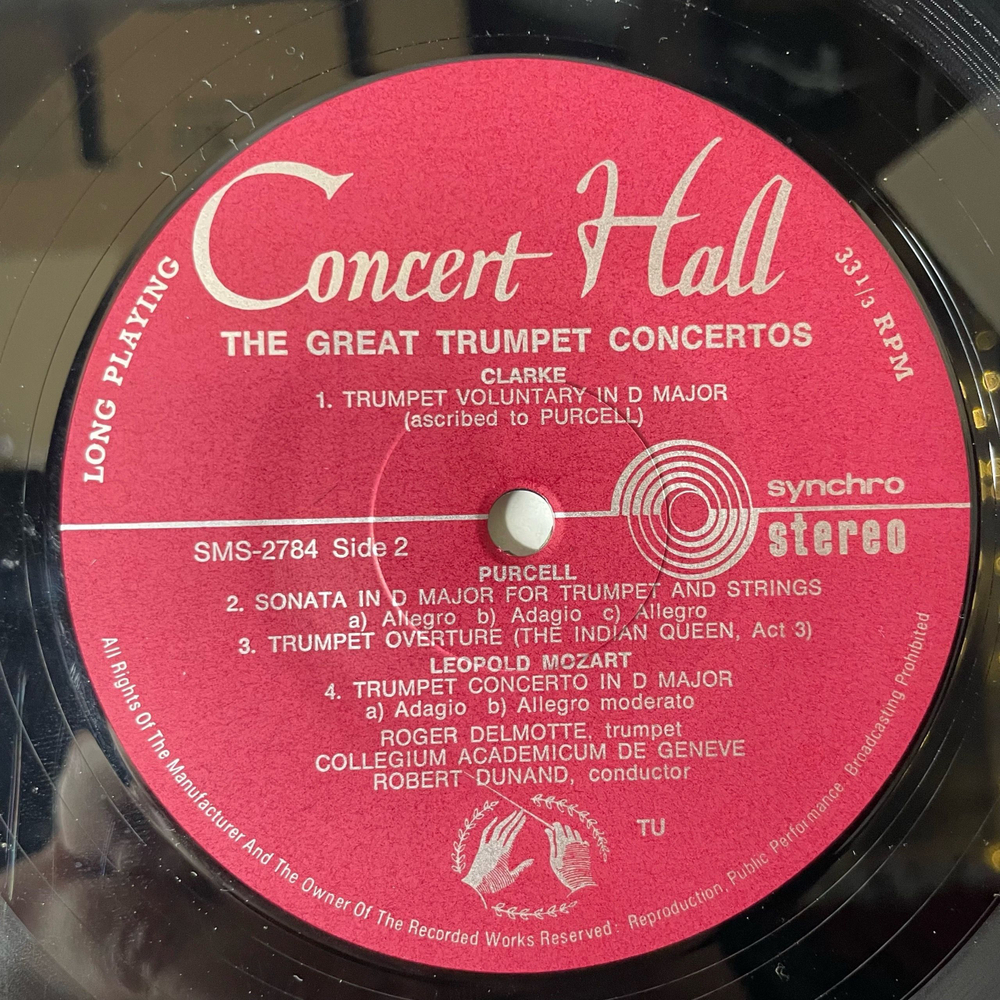 Concert Hall
LONG PLAYING
33 1/3 RPM
THE GREAT TRUMPET CONCERTOS
CLARKE
1. TRUMPET VOLUNTARY IN D MAJOR
(ascribed to PURCELL)
synchro
stereo
SMS-2784 Side 2
PURCELL
2. SONATA IN D MAJOR FOR TRUMPET AND STRINGS
a) Allegro b) Adagio c) Allegro
3. TRUMPET OVERTURE (THE INDIAN QUEEN, Act 3)
LEOPOLD MOZART
4. TRUMPET CONCERTO IN D MAJOR
a) Adagio b) Allegro moderato
ROGER DELMOTTE, trumpet
COLLEGIUM ACADEMICUM DE GENEVE
ROBERT DUNAND, conductor
TU
All Rights Of The Manufacturer And The Owner Of The Recorded Works Reserved: Reproduction, Public Performance, Broadcasting Prohibited